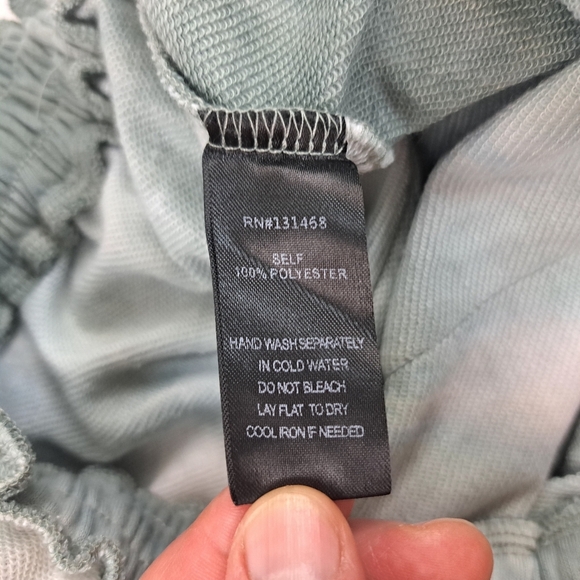 RN#131468
SELF
100% POLYESTER
HAND WASH SEPARATELY
IN COLD WATER
DO NOT BLEACH
LAY FLAT TO DRY
COOL IRON IF NEEDED